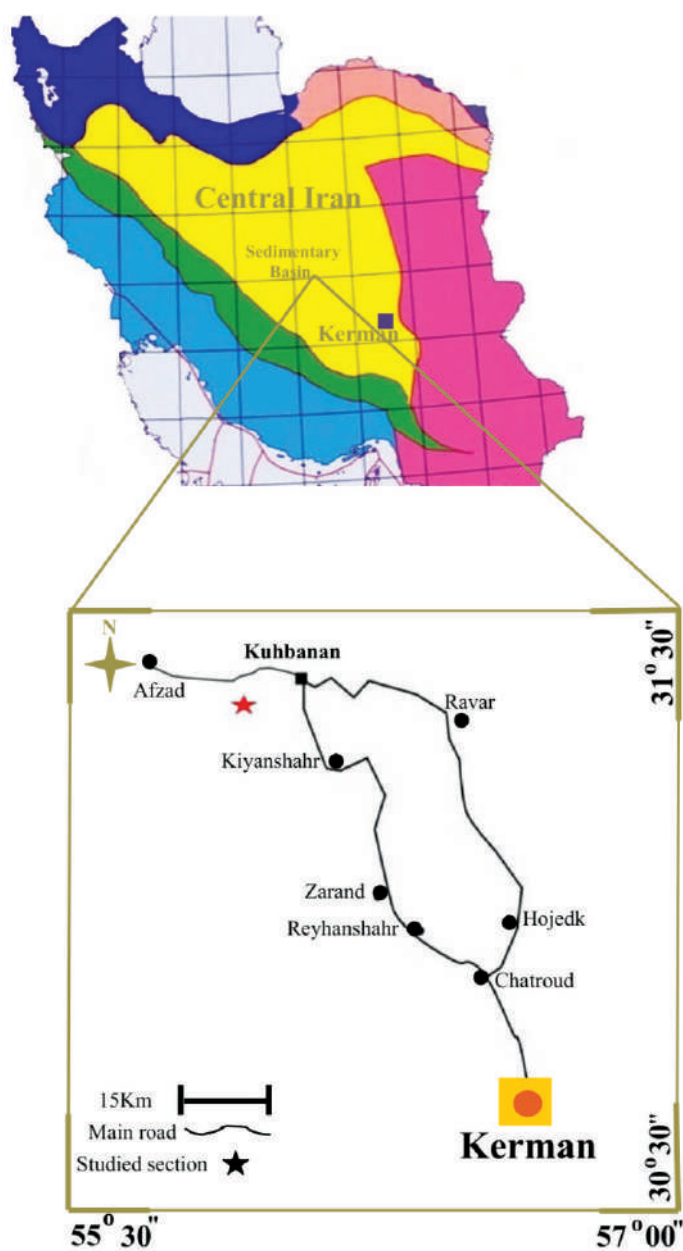 Central Iran
Sedimentary
Basin
Kerman
N
Kuhbanan
Afzad
Ravar
Kiyanshahr
Zarand
Reyhanshahr
Hojedk
Chatroud
15Km
Main road
Studied section
Kerman
31° 30"
30° 30"
55° 30"
57° 00"